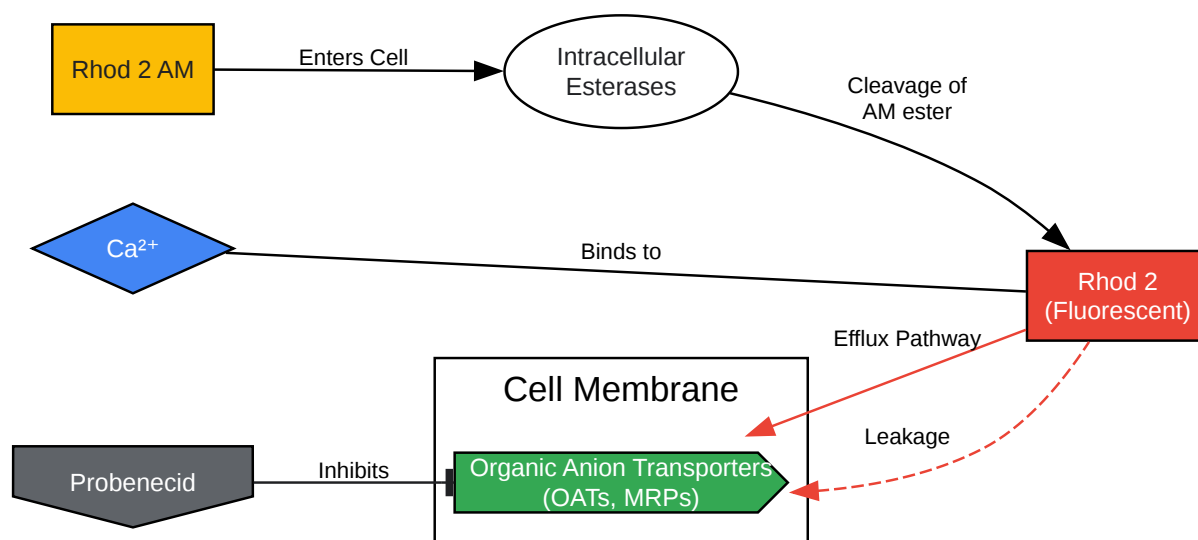 Rhod 2 AM
Enters Cell
Intracellular
Esterases
Cleavage of
AM ester
Ca²⁺
Binds to
Rhod 2
(Fluorescent)
Efflux Pathway
Cell Membrane
Leakage
Probenecid
Inhibits
Organic Anion Transporters
(OATs, MRPs)